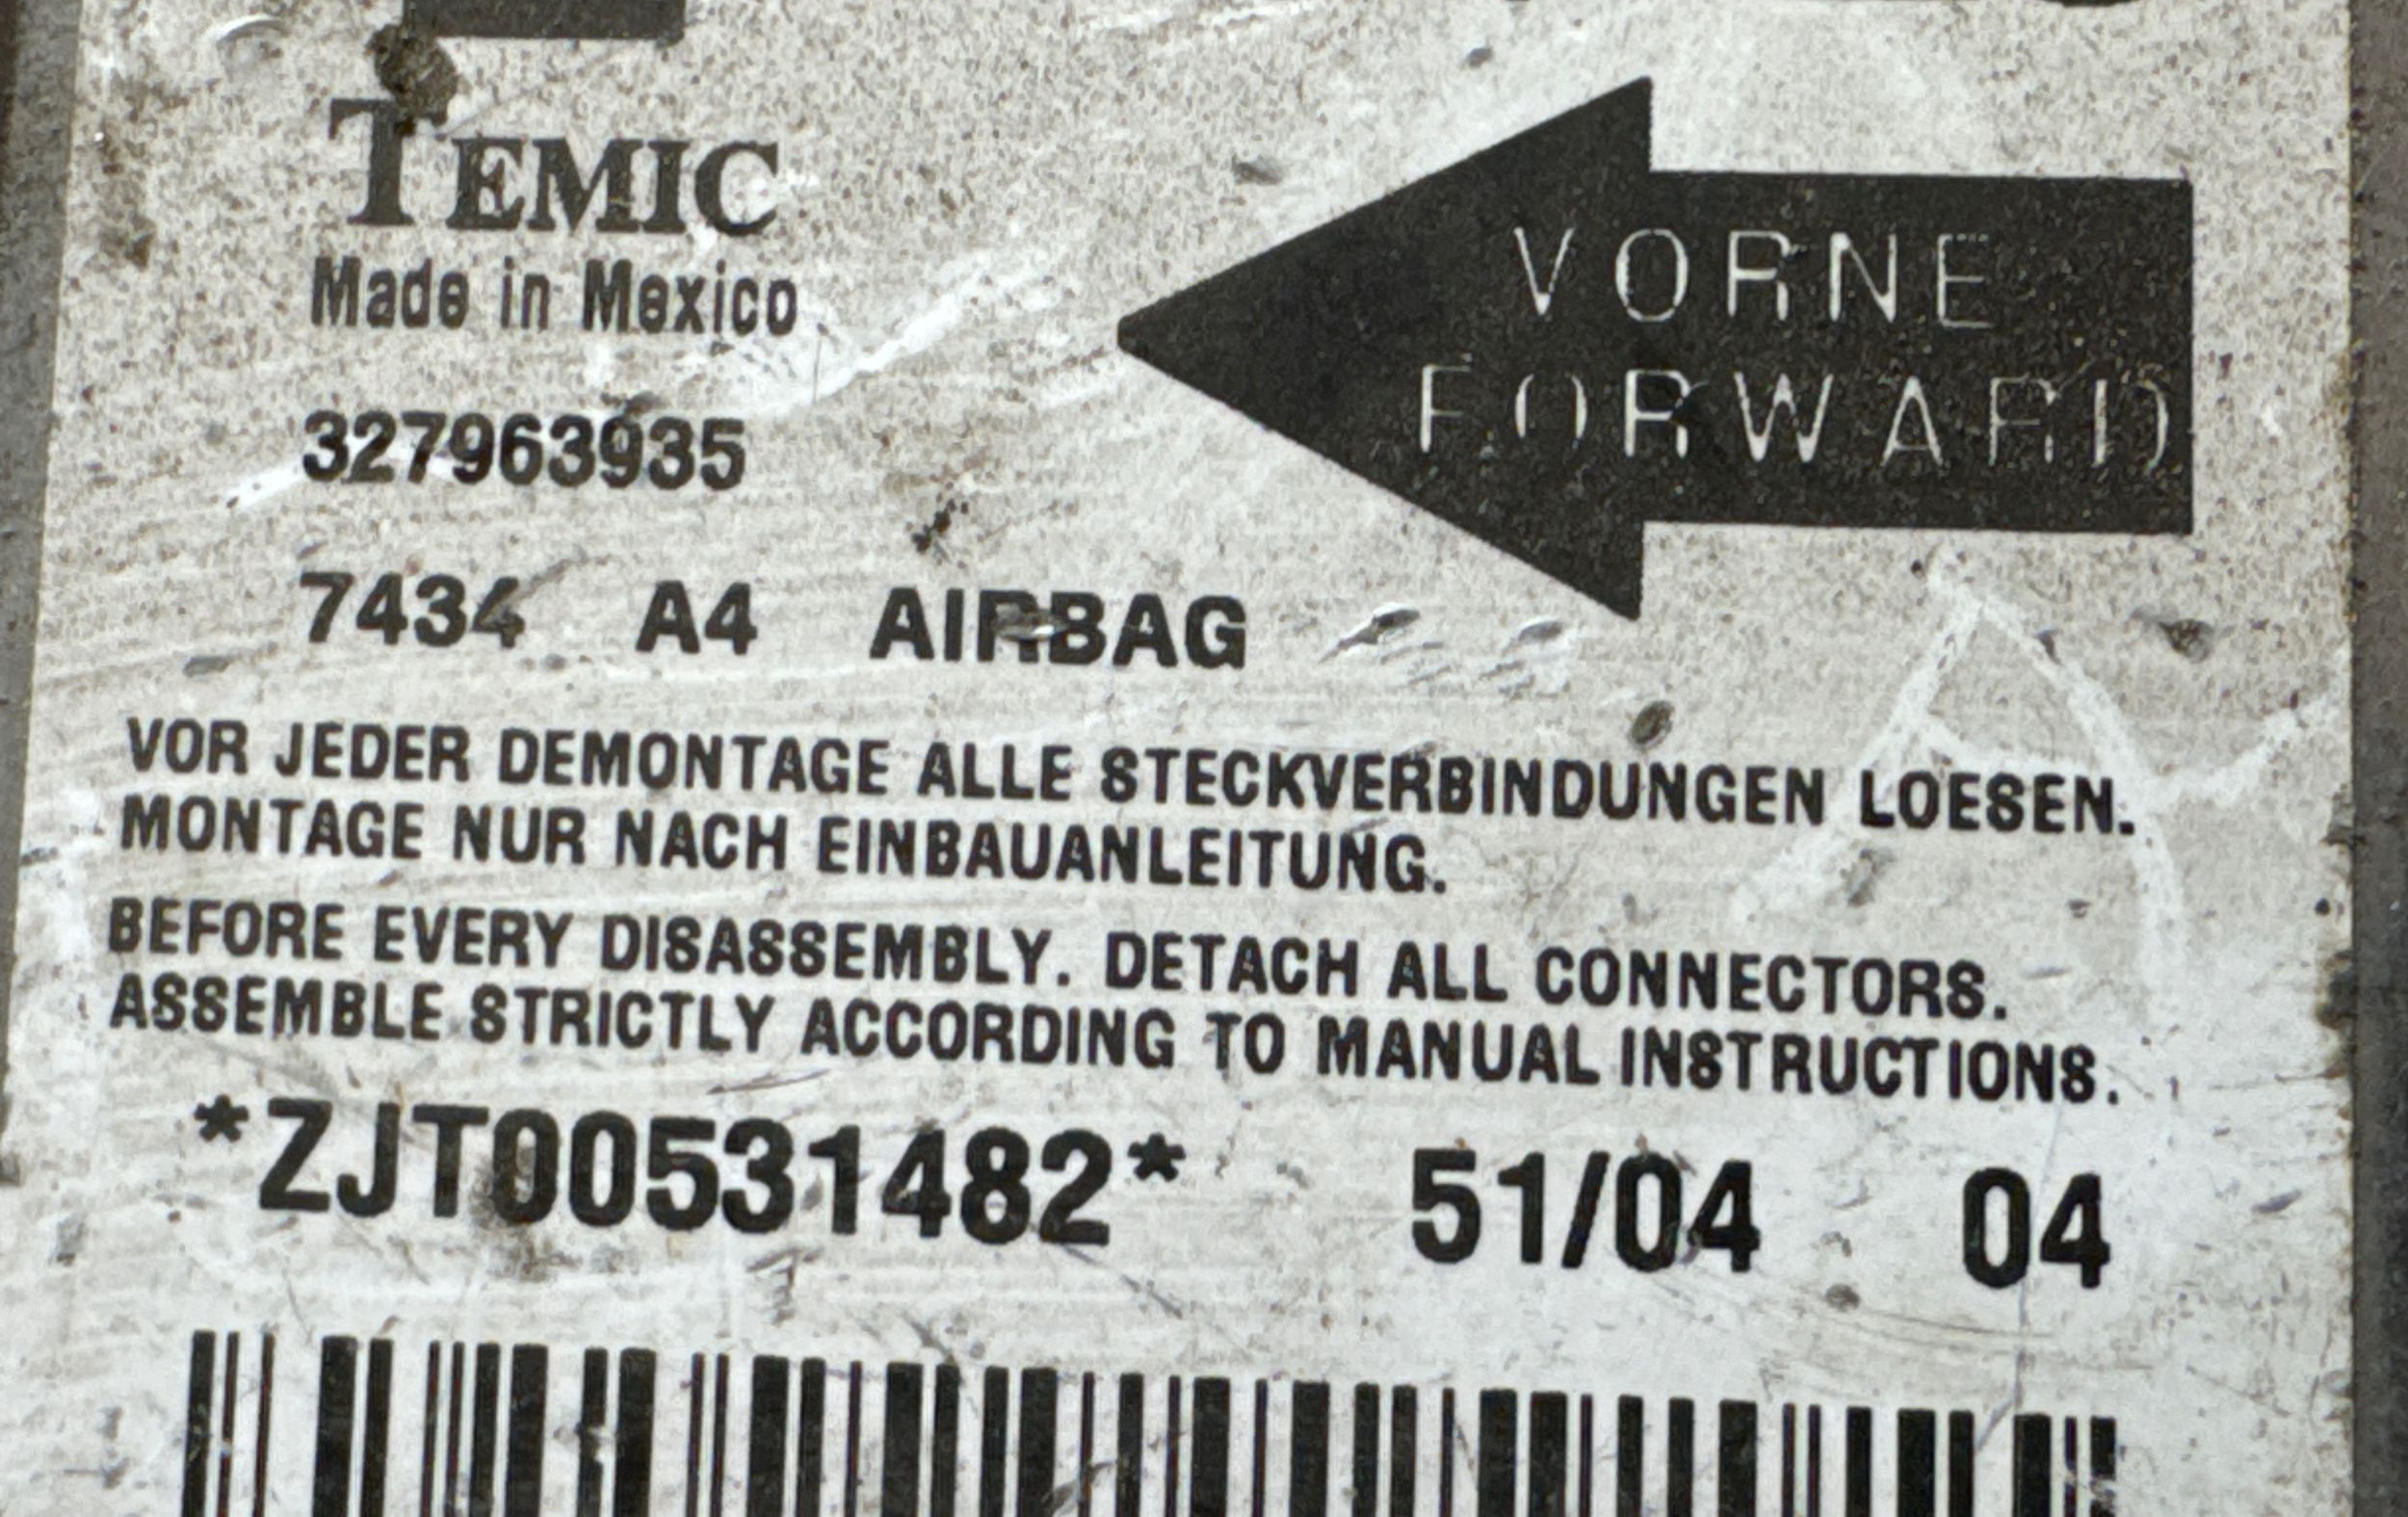 TEMIC
Made in Mexico
VORNE
FORWARD
327963935
7434 A4 AIRBAG
VOR JEDER DEMONTAGE ALLE STECKVERBINDUNGEN LOESEN.
MONTAGE NUR NACH EINBAUANLEITUNG.
BEFORE EVERY DISASSEMBLY. DETACH ALL CONNECTORS.
ASSEMBLE STRICTLY ACCORDING TO MANUAL INSTRUCTIONS.
*ZJT00531482* 51/04 04